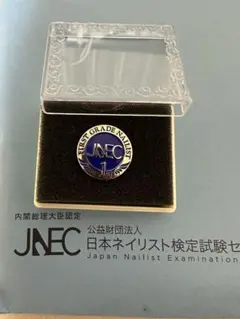 FIRST GRADE NAILIST
JNEC
1
内閣総理大臣認定
JNEC
公益財団法人
日本ネイリスト検定試験セ
Japan Nailist Examination